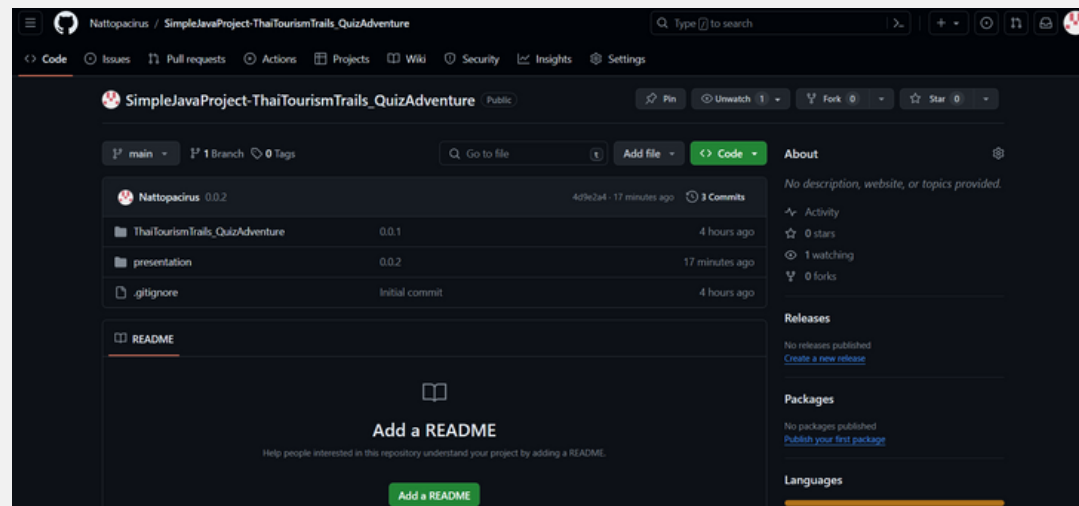 Nattopacirus / SimpleJavaProject-ThaiTourismTrails_QuizAdventure
Type / to search
Code Issues Pull requests Actions Projects Wiki Security Insights Settings
SimpleJavaProject-ThaiTourismTrails_QuizAdventure Public
Pin Unwatch 1 Fork 0 Star 0
main 1 Branch 0 Tags Go to file t Add file Code
About
No description, website, or topics provided.
Nattopacirus 0.0.2 4d9e2a4 · 17 minutes ago 3 Commits
Activity
ThaiTourismTrails_QuizAdventure 0.0.1 4 hours ago
0 stars
presentation 0.0.2 17 minutes ago
1 watching
0 forks
.gitignore Initial commit 4 hours ago
Releases
README
No releases published
Create a new release
Packages
Add a README
No packages published
Publish your first package
Help people interested in this repository understand your project by adding a README.
Languages
Add a README